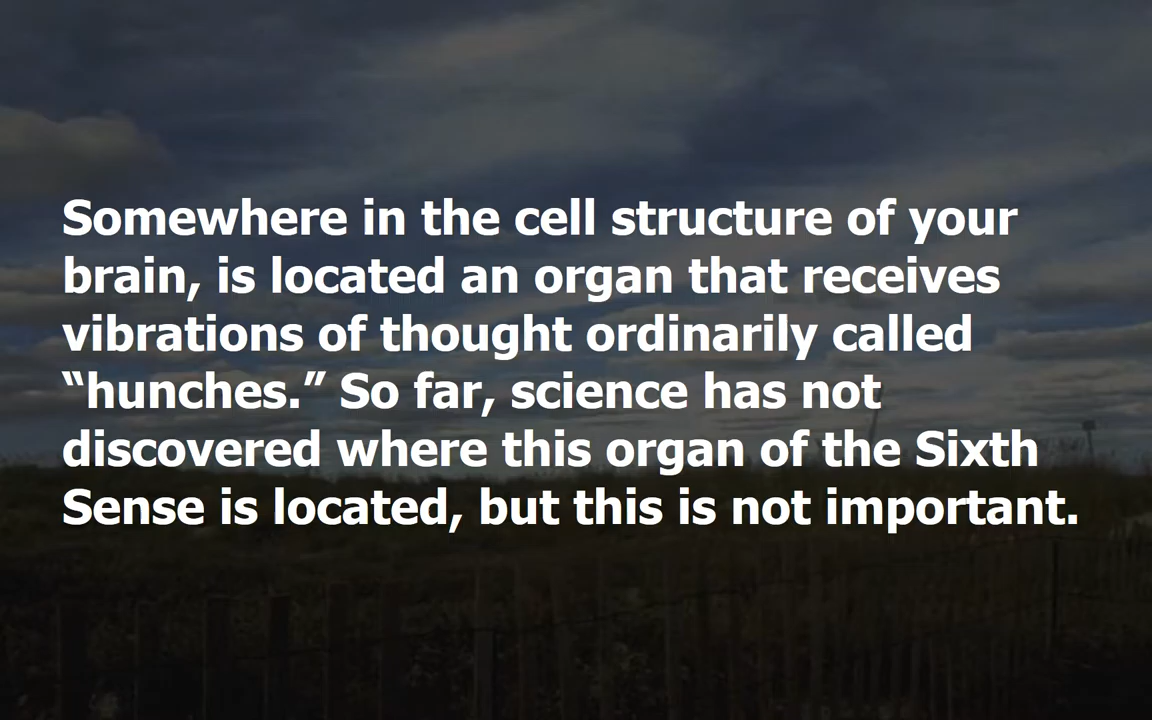 Somewhere in the cell structure of your
brain, is located an organ that receives
vibrations of thought ordinarily called
“hunches.” So far, science has not
discovered where this organ of the Sixth
Sense is located, but this is not important.